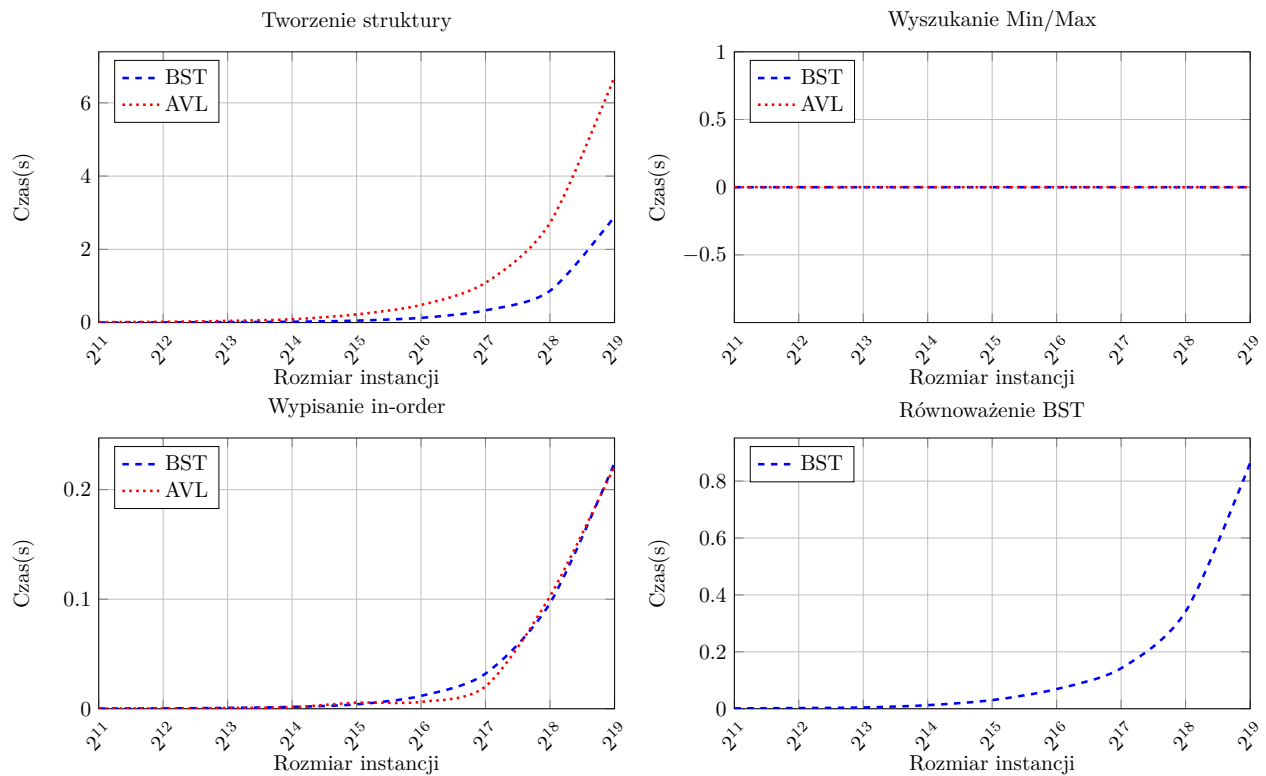 Tworzenie struktury
BST
AVL
Czas(s)
6
4
2
0
2^11 2^12 2^13 2^14 2^15 2^16 2^17 2^18 2^19
Rozmiar instancji
Wyszukanie Min/Max
BST
AVL
Czas(s)
1
0.5
0
−0.5
2^11 2^12 2^13 2^14 2^15 2^16 2^17 2^18 2^19
Rozmiar instancji
Wypisanie in-order
BST
AVL
Czas(s)
0.2
0.1
0
2^11 2^12 2^13 2^14 2^15 2^16 2^17 2^18 2^19
Rozmiar instancji
Równoważenie BST
BST
Czas(s)
0.8
0.6
0.4
0.2
0
2^11 2^12 2^13 2^14 2^15 2^16 2^17 2^18 2^19
Rozmiar instancji